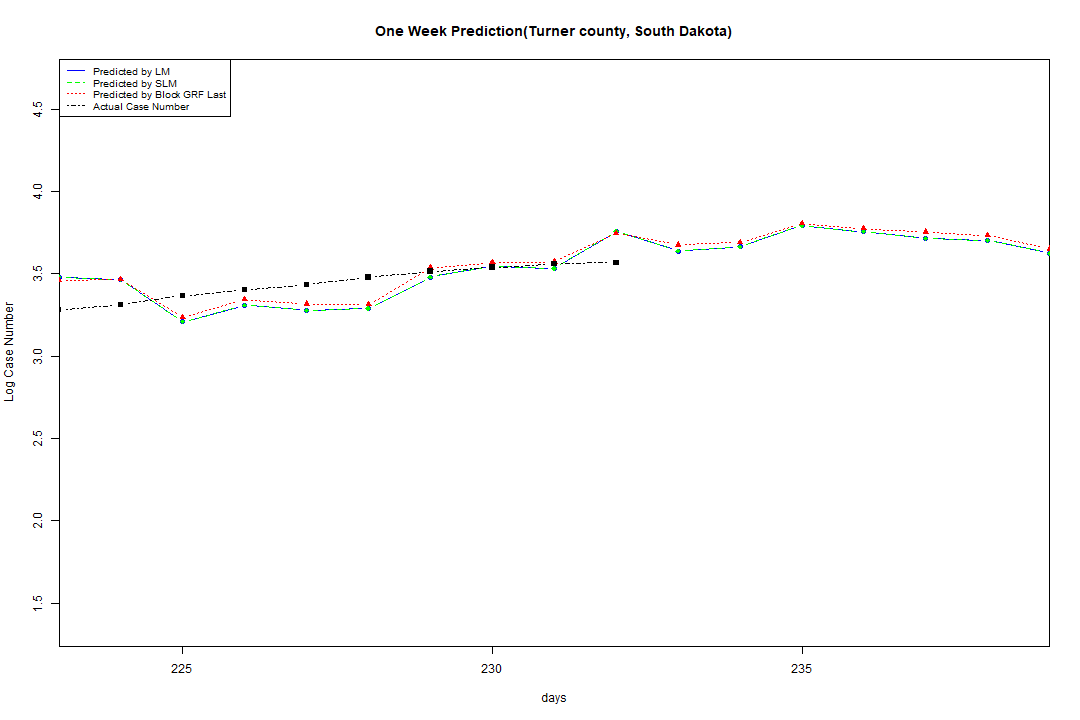 One Week Prediction(Turner county, South Dakota)
Predicted by LM
Predicted by SLM
Predicted by Block GRF Last
Actual Case Number
4.5
4.0
3.5
3.0
2.5
2.0
1.5
Log Case Number
225 230 235
days